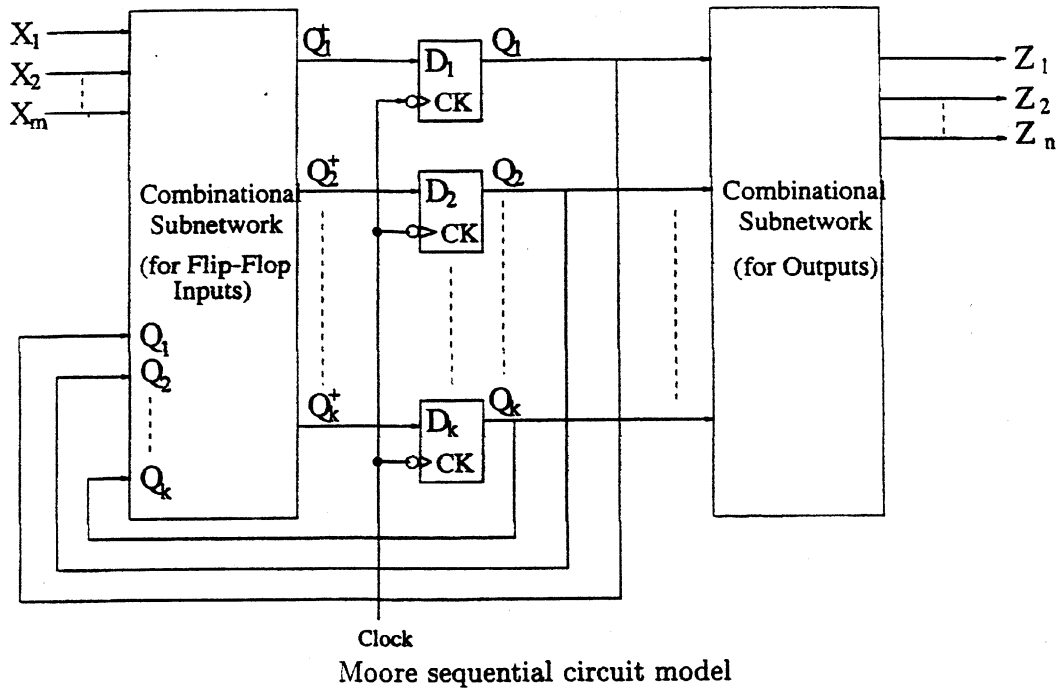 X₁
X₂
Xₘ
Combinational
Subnetwork
(for Flip-Flop
Inputs)
Q₁
Q₂
Qₖ
Q₁⁺
Q₂⁺
Qₖ⁺
D₁
CK
D₂
CK
Dₖ
CK
Q₁
Q₂
Qₖ
Combinational
Subnetwork
(for Outputs)
Z₁
Z₂
Zₙ
Clock
Moore sequential circuit model